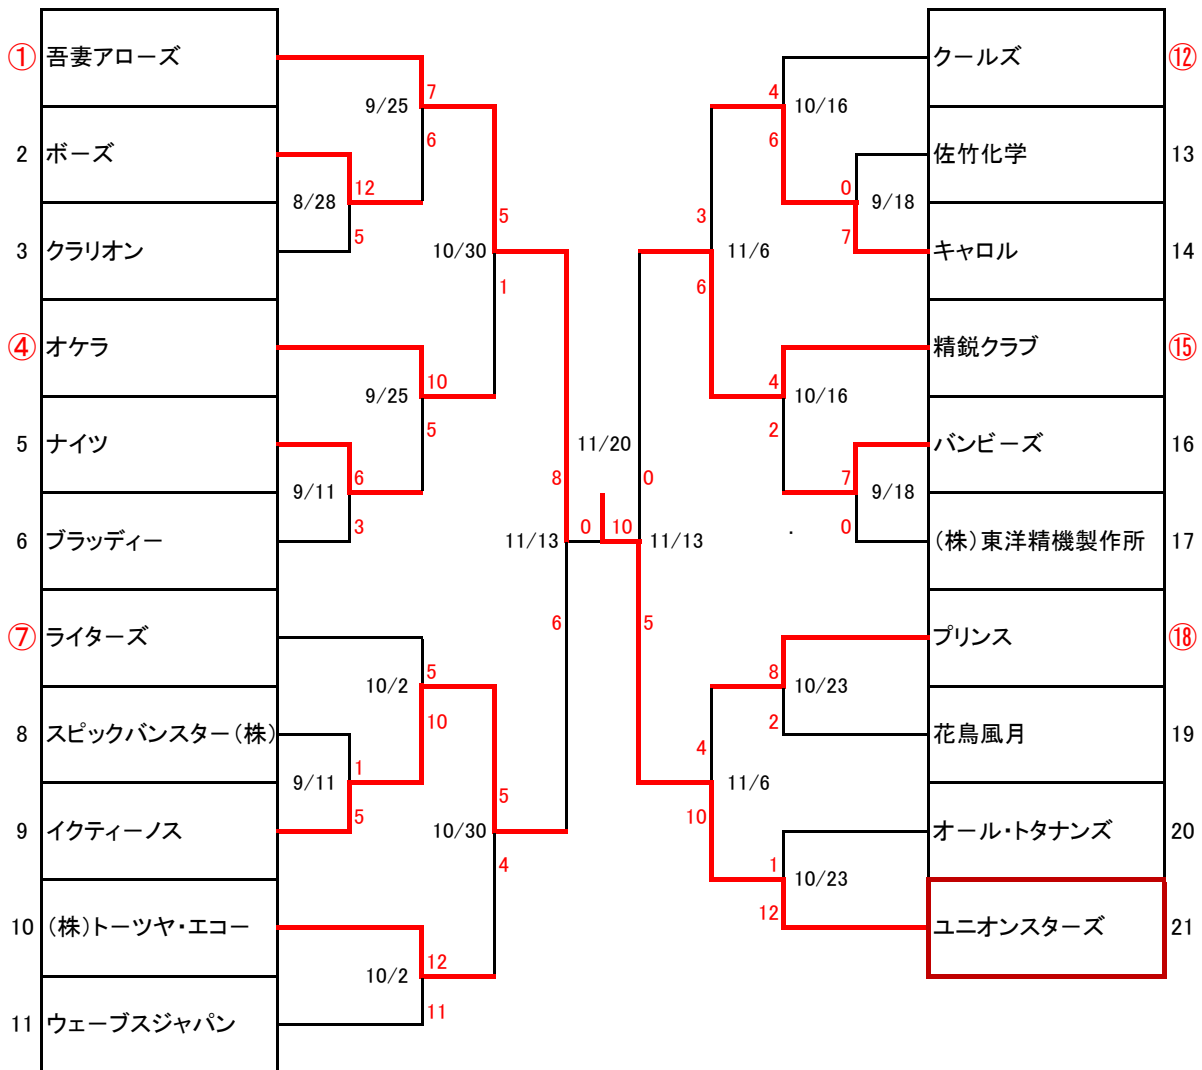 ① 吾妻アローズ
2 ボーズ
3 クラリオン
④ オケラ
5 ナイツ
6 ブラッディー
⑦ ライターズ
8 スピックバンスター(株)
9 イクティーノス
10 (株)トーツヤ・エコー
11 ウェーブスジャパン
7
9/25
6
12
8/28
5
5
10/30
1
10
9/25
5
6
9/11
3
8
11/13
6
5
10/2
10
1
9/11
5
5
10/30
4
12
10/2
11
11/20
0 10
0
11/13
5
4
10/16
6
0
9/18
7
3
11/6
6
4
10/16
2
7
9/18
0
.
8
10/23
2
4
11/6
10
1
10/23
12
クールズ ⑫
佐竹化学 13
キャロル 14
精鋭クラブ ⑮
バンビーズ 16
(株)東洋精機製作所 17
プリンス ⑱
花鳥風月 19
オール・トタナンズ 20
ユニオンスターズ 21